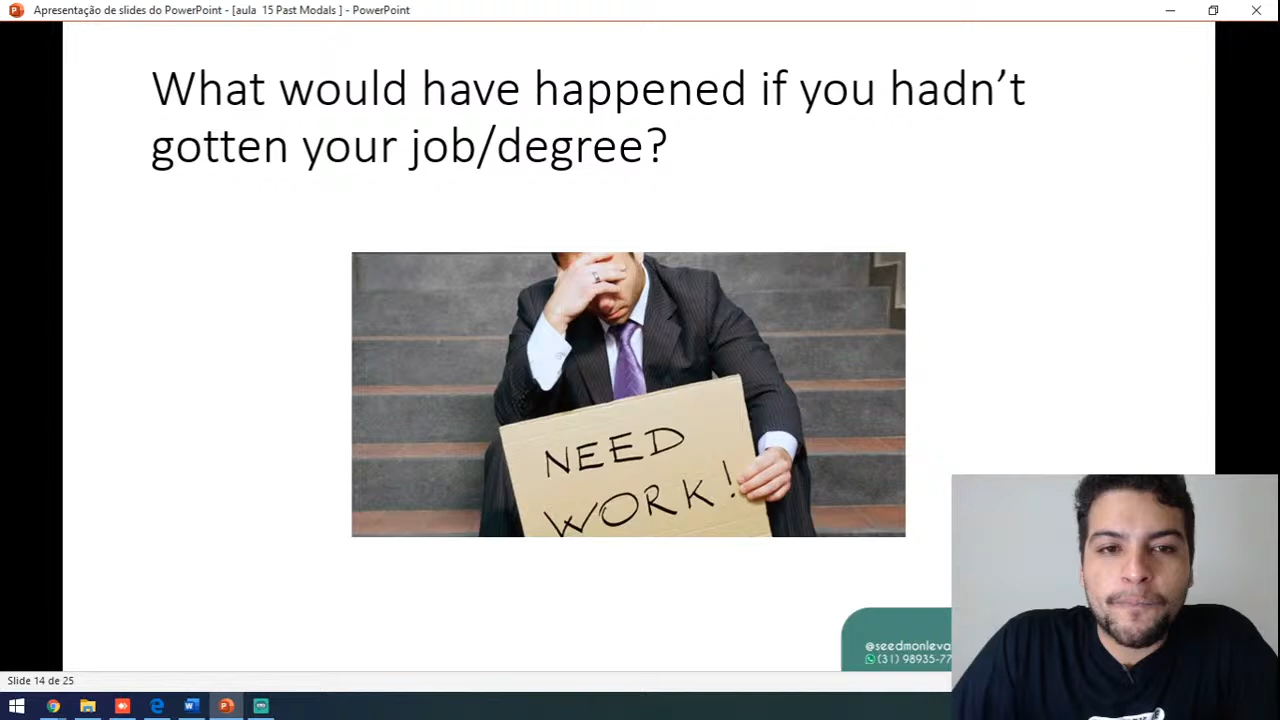 Apresentação de slides do PowerPoint - [aula  15 Past Modals ] - PowerPoint
What would have happened if you hadn’t
gotten your job/degree?
NEED
WORK!
@seedmonleva
(31) 98935-77
Slide 14 de 25